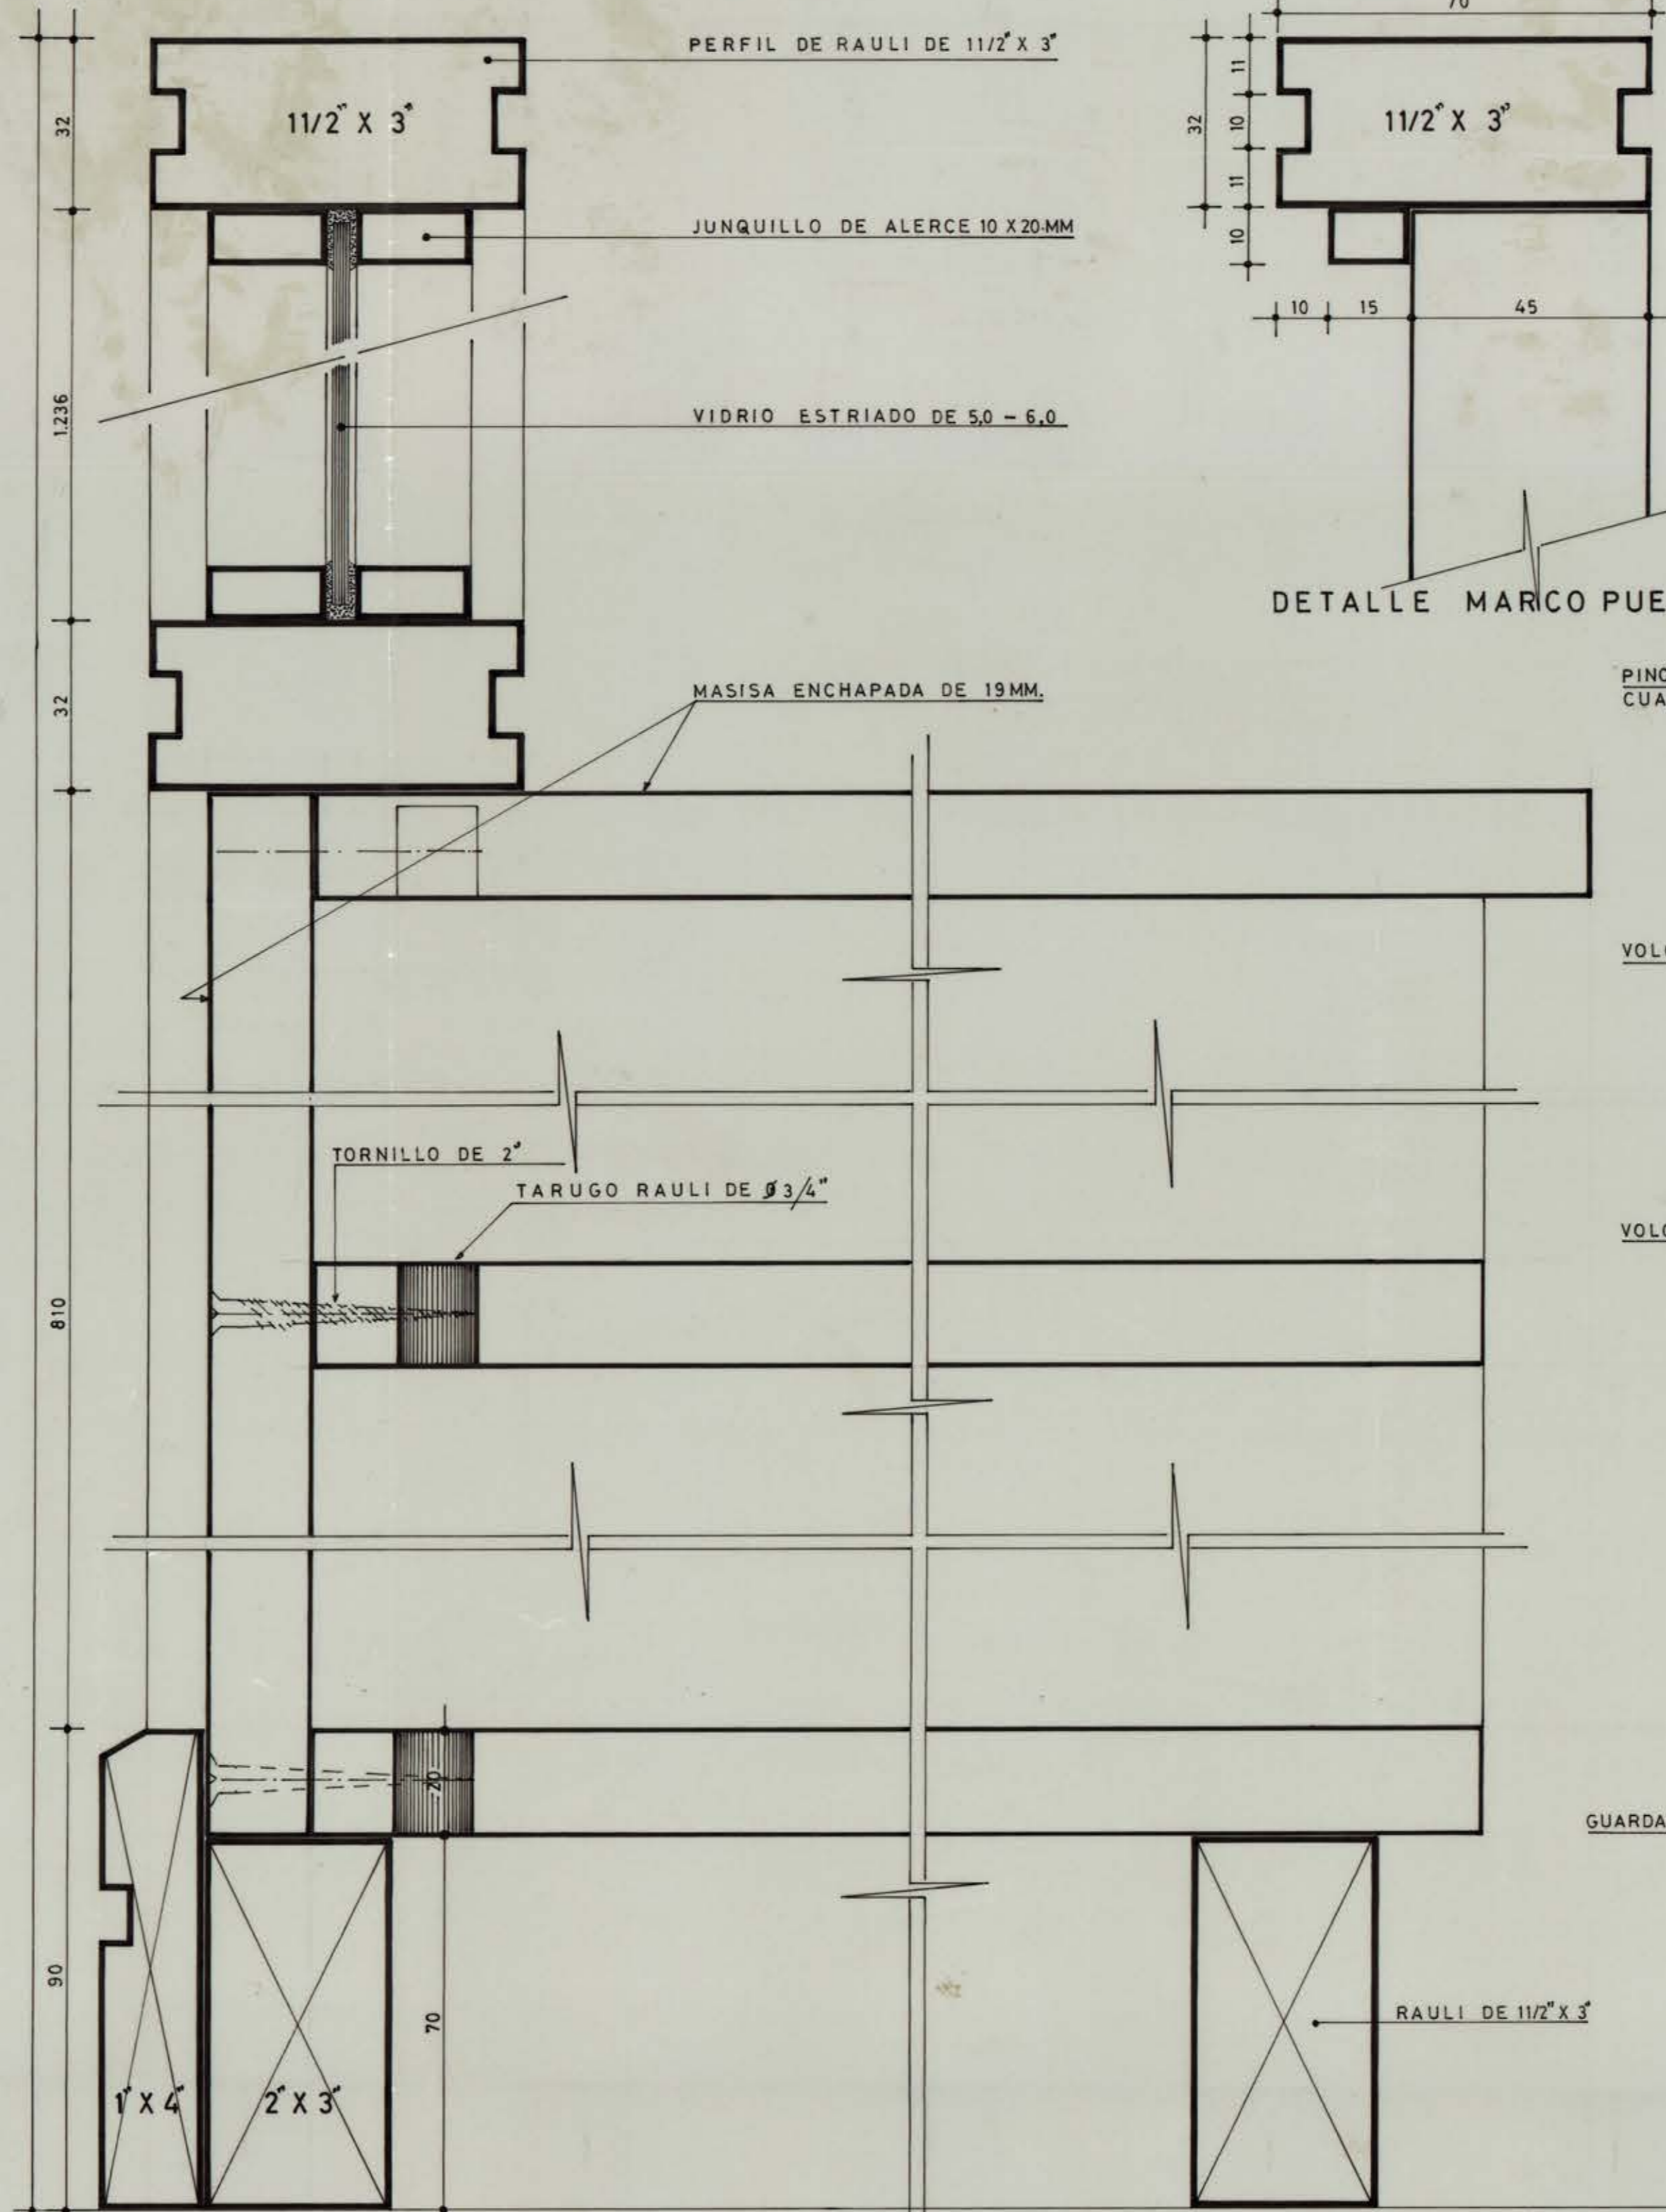 PERFIL DE RAULI DE 11/2" X 3"
11/2" X 3"
32
JUNQUILLO DE ALERCE 10 X 20 MM
1.236
VIDRIO ESTRIADO DE 5,0 – 6,0
32
MASISA ENCHAPADA DE 19 MM.
TORNILLO DE 2"
TARUGO RAULI DE Ø 3/4"
810
20
90
70
1" X 4"
2" X 3"
RAULI DE 11/2" X 3"
70
11
32
10
11
10
11/2" X 3"
10
15
45
DETALLE MARCO PUE
PINO
CUA
VOLC
VOLC
GUARDA